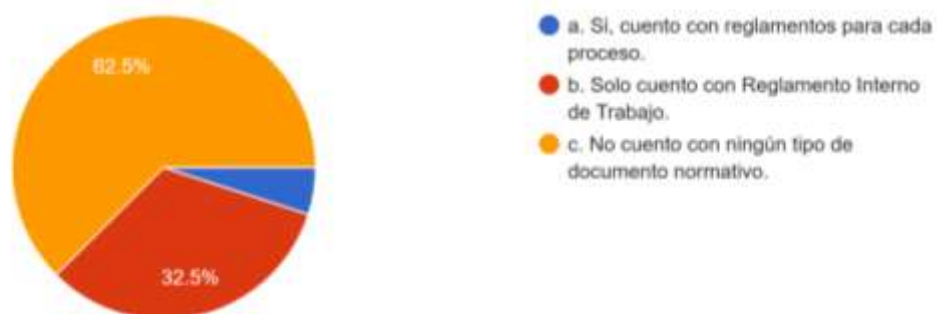 62.5%
32.5%
a. Si, cuento con reglamentos para cada
proceso.
b. Solo cuento con Reglamento Interno
de Trabajo.
c. No cuento con ningún tipo de
documento normativo.